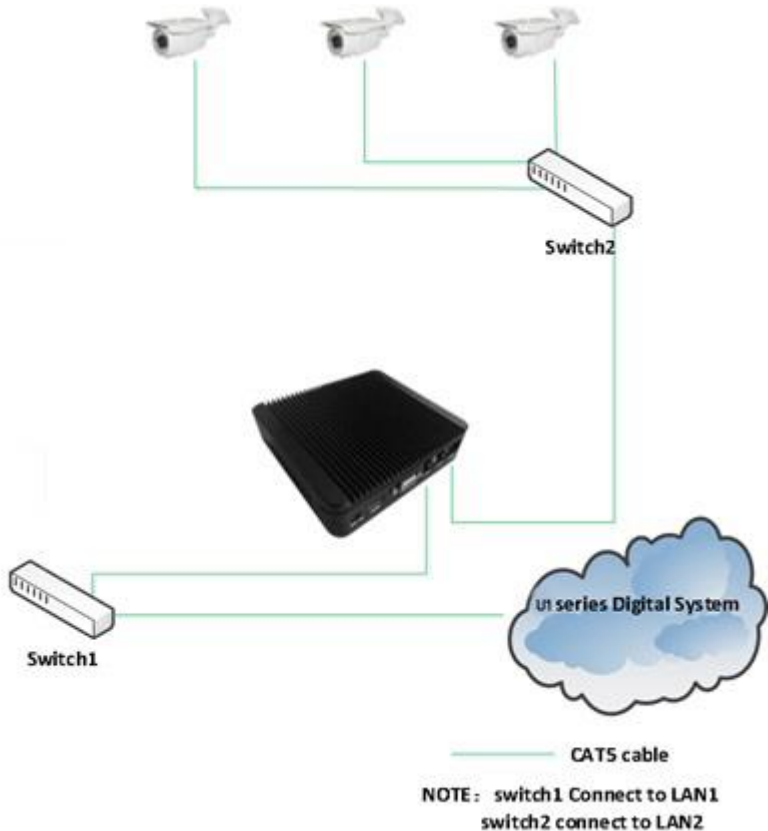 Switch2
U1 series Digital System
Switch1
CAT5 cable
NOTE： switch1 Connect to LAN1
switch2 connect to LAN2